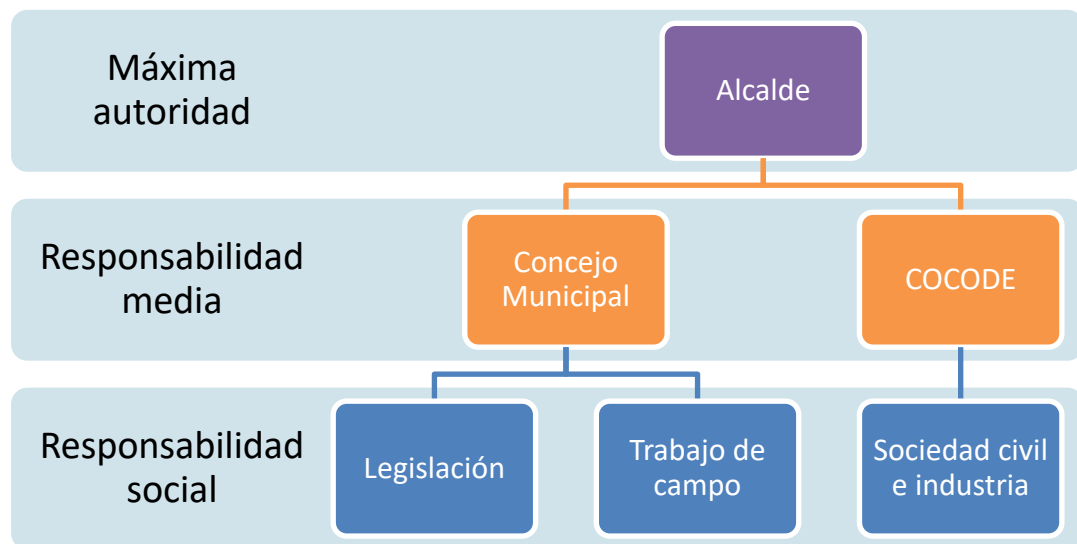 Máxima
autoridad
Alcalde
Responsabilidad
media
Concejo
Municipal
COCODE
Responsabilidad
social
Legislación
Trabajo de
campo
Sociedad civil
e industria